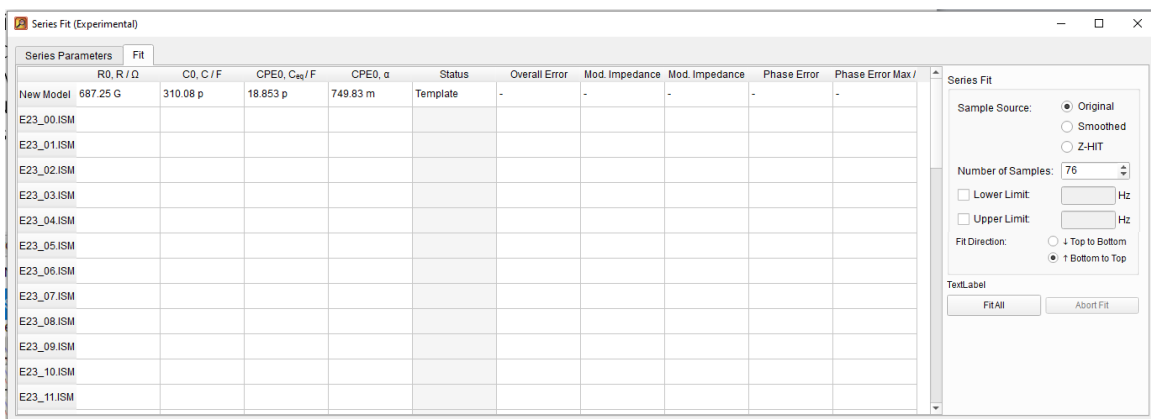 Series Fit (Experimental)
Series Parameters Fit
R0, R / Ω C0, C / F CPE0, Ceq / F CPE0, α Status Overall Error Mod. Impedance Mod. Impedance Phase Error Phase Error Max /
New Model 687.25 G 310.08 p 18.853 p 749.83 m Template - - - - -
E23_00.ISM
E23_01.ISM
E23_02.ISM
E23_03.ISM
E23_04.ISM
E23_05.ISM
E23_06.ISM
E23_07.ISM
E23_08.ISM
E23_09.ISM
E23_10.ISM
E23_11.ISM
Series Fit
Sample Source: Original
Smoothed
Z-HIT
Number of Samples: 76
Lower Limit: Hz
Upper Limit: Hz
Fit Direction: ↓ Top to Bottom
↑ Bottom to Top
TextLabel
Fit All Abort Fit